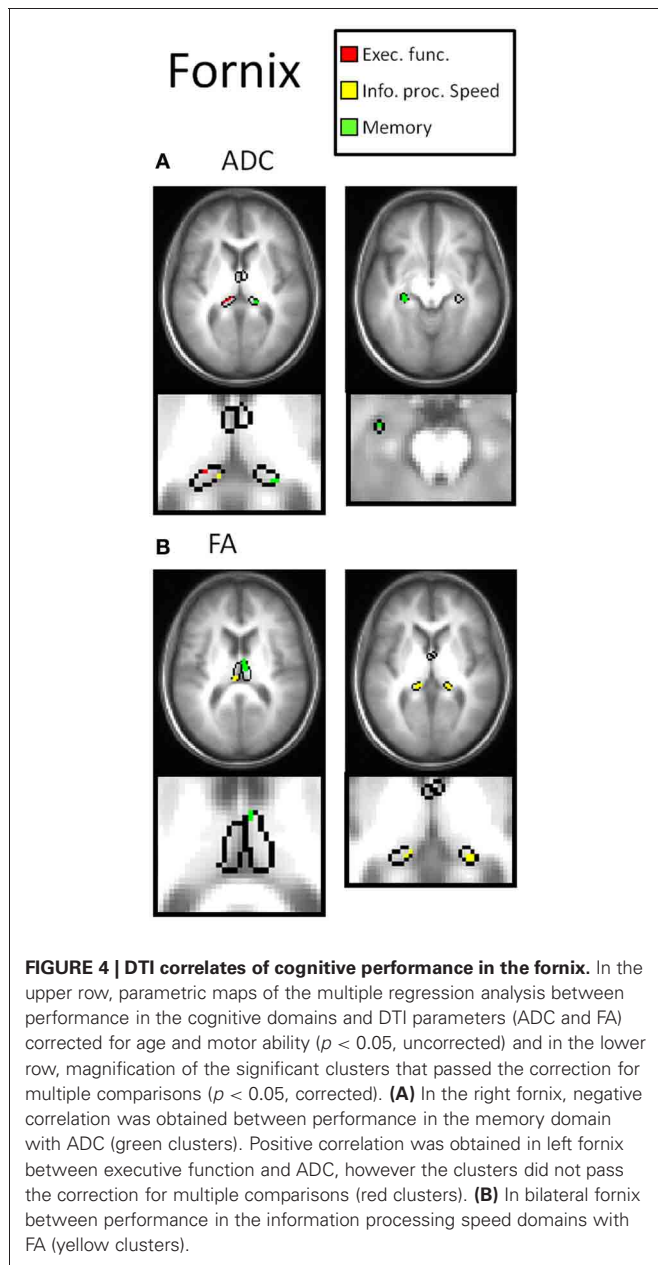 Fornix
Exec. func.
Info. proc. Speed
Memory
A ADC
B FA
FIGURE 4 | DTI correlates of cognitive performance in the fornix. In the
upper row, parametric maps of the multiple regression analysis between
performance in the cognitive domains and DTI parameters (ADC and FA)
corrected for age and motor ability (p < 0.05, uncorrected) and in the lower
row, magnification of the significant clusters that passed the correction for
multiple comparisons (p < 0.05, corrected). (A) In the right fornix, negative
correlation was obtained between performance in the memory domain
with ADC (green clusters). Positive correlation was obtained in left fornix
between executive function and ADC, however the clusters did not pass
the correction for multiple comparisons (red clusters). (B) In bilateral fornix
between performance in the information processing speed domains with
FA (yellow clusters).